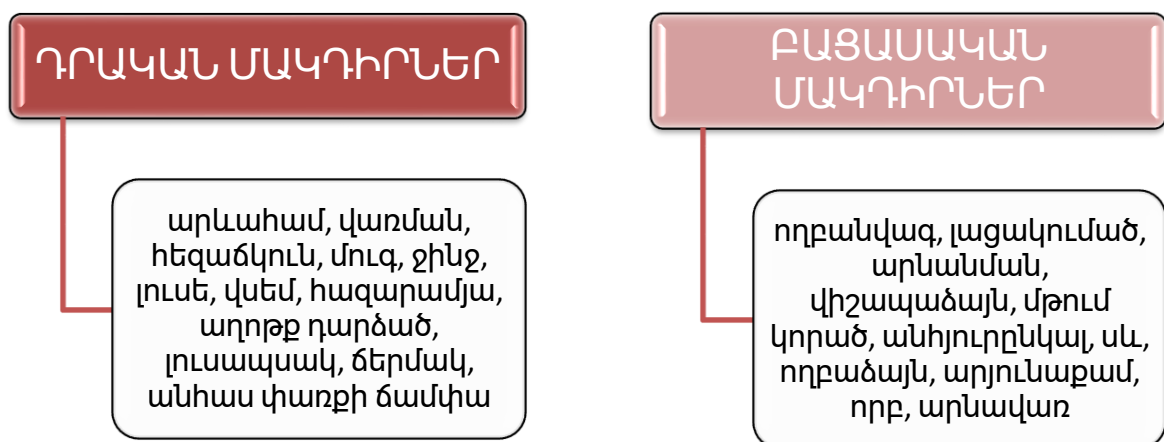 ԴՐԱԿԱՆ ՄԱԿԴԻՐՆԵՐ
արևահամ, վառման,
հեզաճկուն, մուգ, ջինջ,
լուսե, վսեմ, հազարամյա,
աղոթք դարձած,
լուսապսակ, ճերմակ,
անհաս փառքի ճամփա
ԲԱՑԱՍԱԿԱՆ
ՄԱԿԴԻՐՆԵՐ
ողբանվագ, լացակումած,
արնանման,
վիշապաձայն, մթում
կորած, անհյուրընկալ, սև,
ողբաձայն, արյունաքամ,
որբ, արնավառ